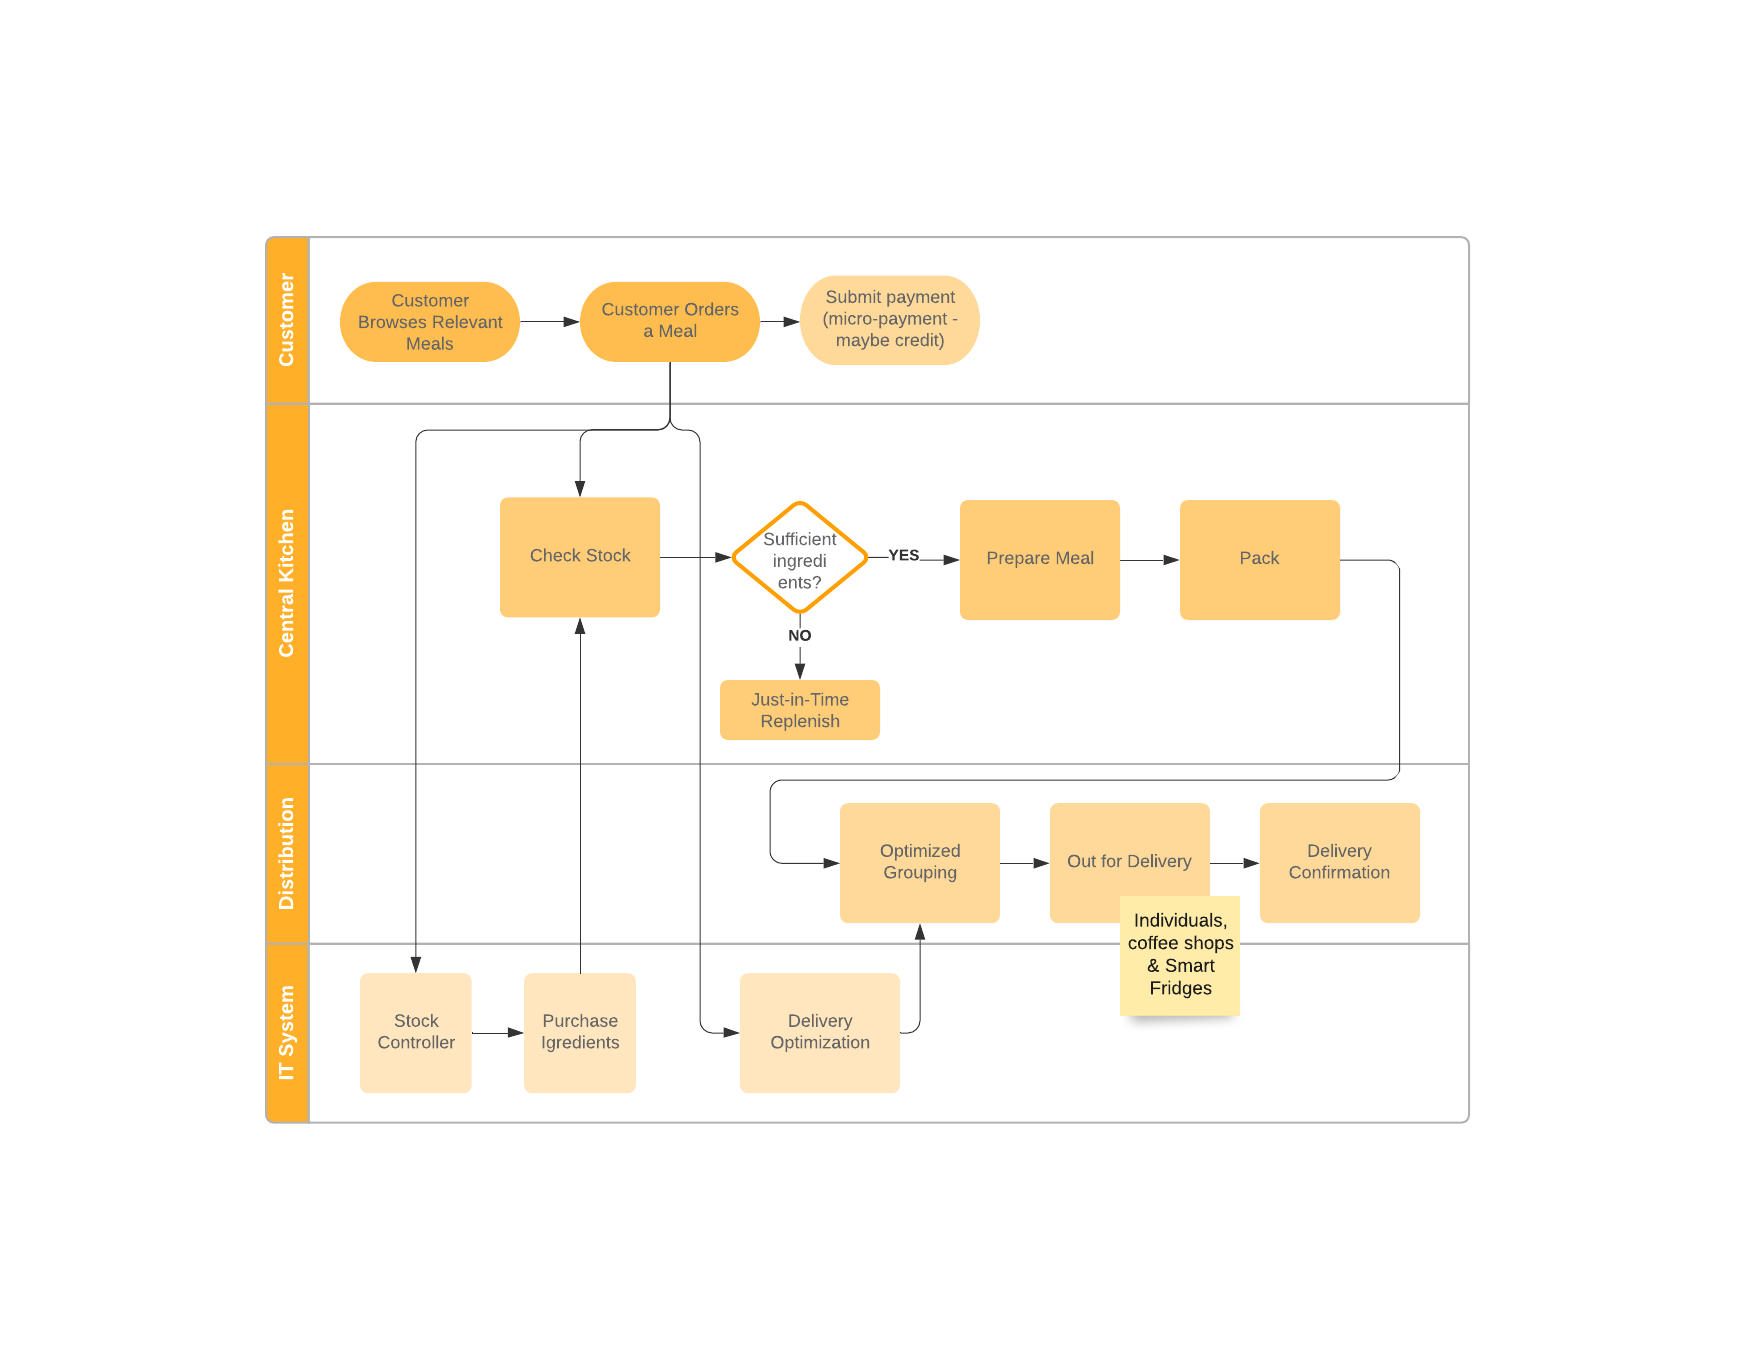 Customer
Customer
Browses Relevant
Meals
Customer Orders
a Meal
Submit payment
(micro-payment -
maybe credit)
Central Kitchen
Check Stock
Sufficient
ingredi
ents?
YES
NO
Prepare Meal
Pack
Just-in-Time
Replenish
Distribution
Optimized
Grouping
Out for Delivery
Delivery
Confirmation
Individuals,
coffee shops
& Smart
Fridges
IT System
Stock
Controller
Purchase
Igredients
Delivery
Optimization